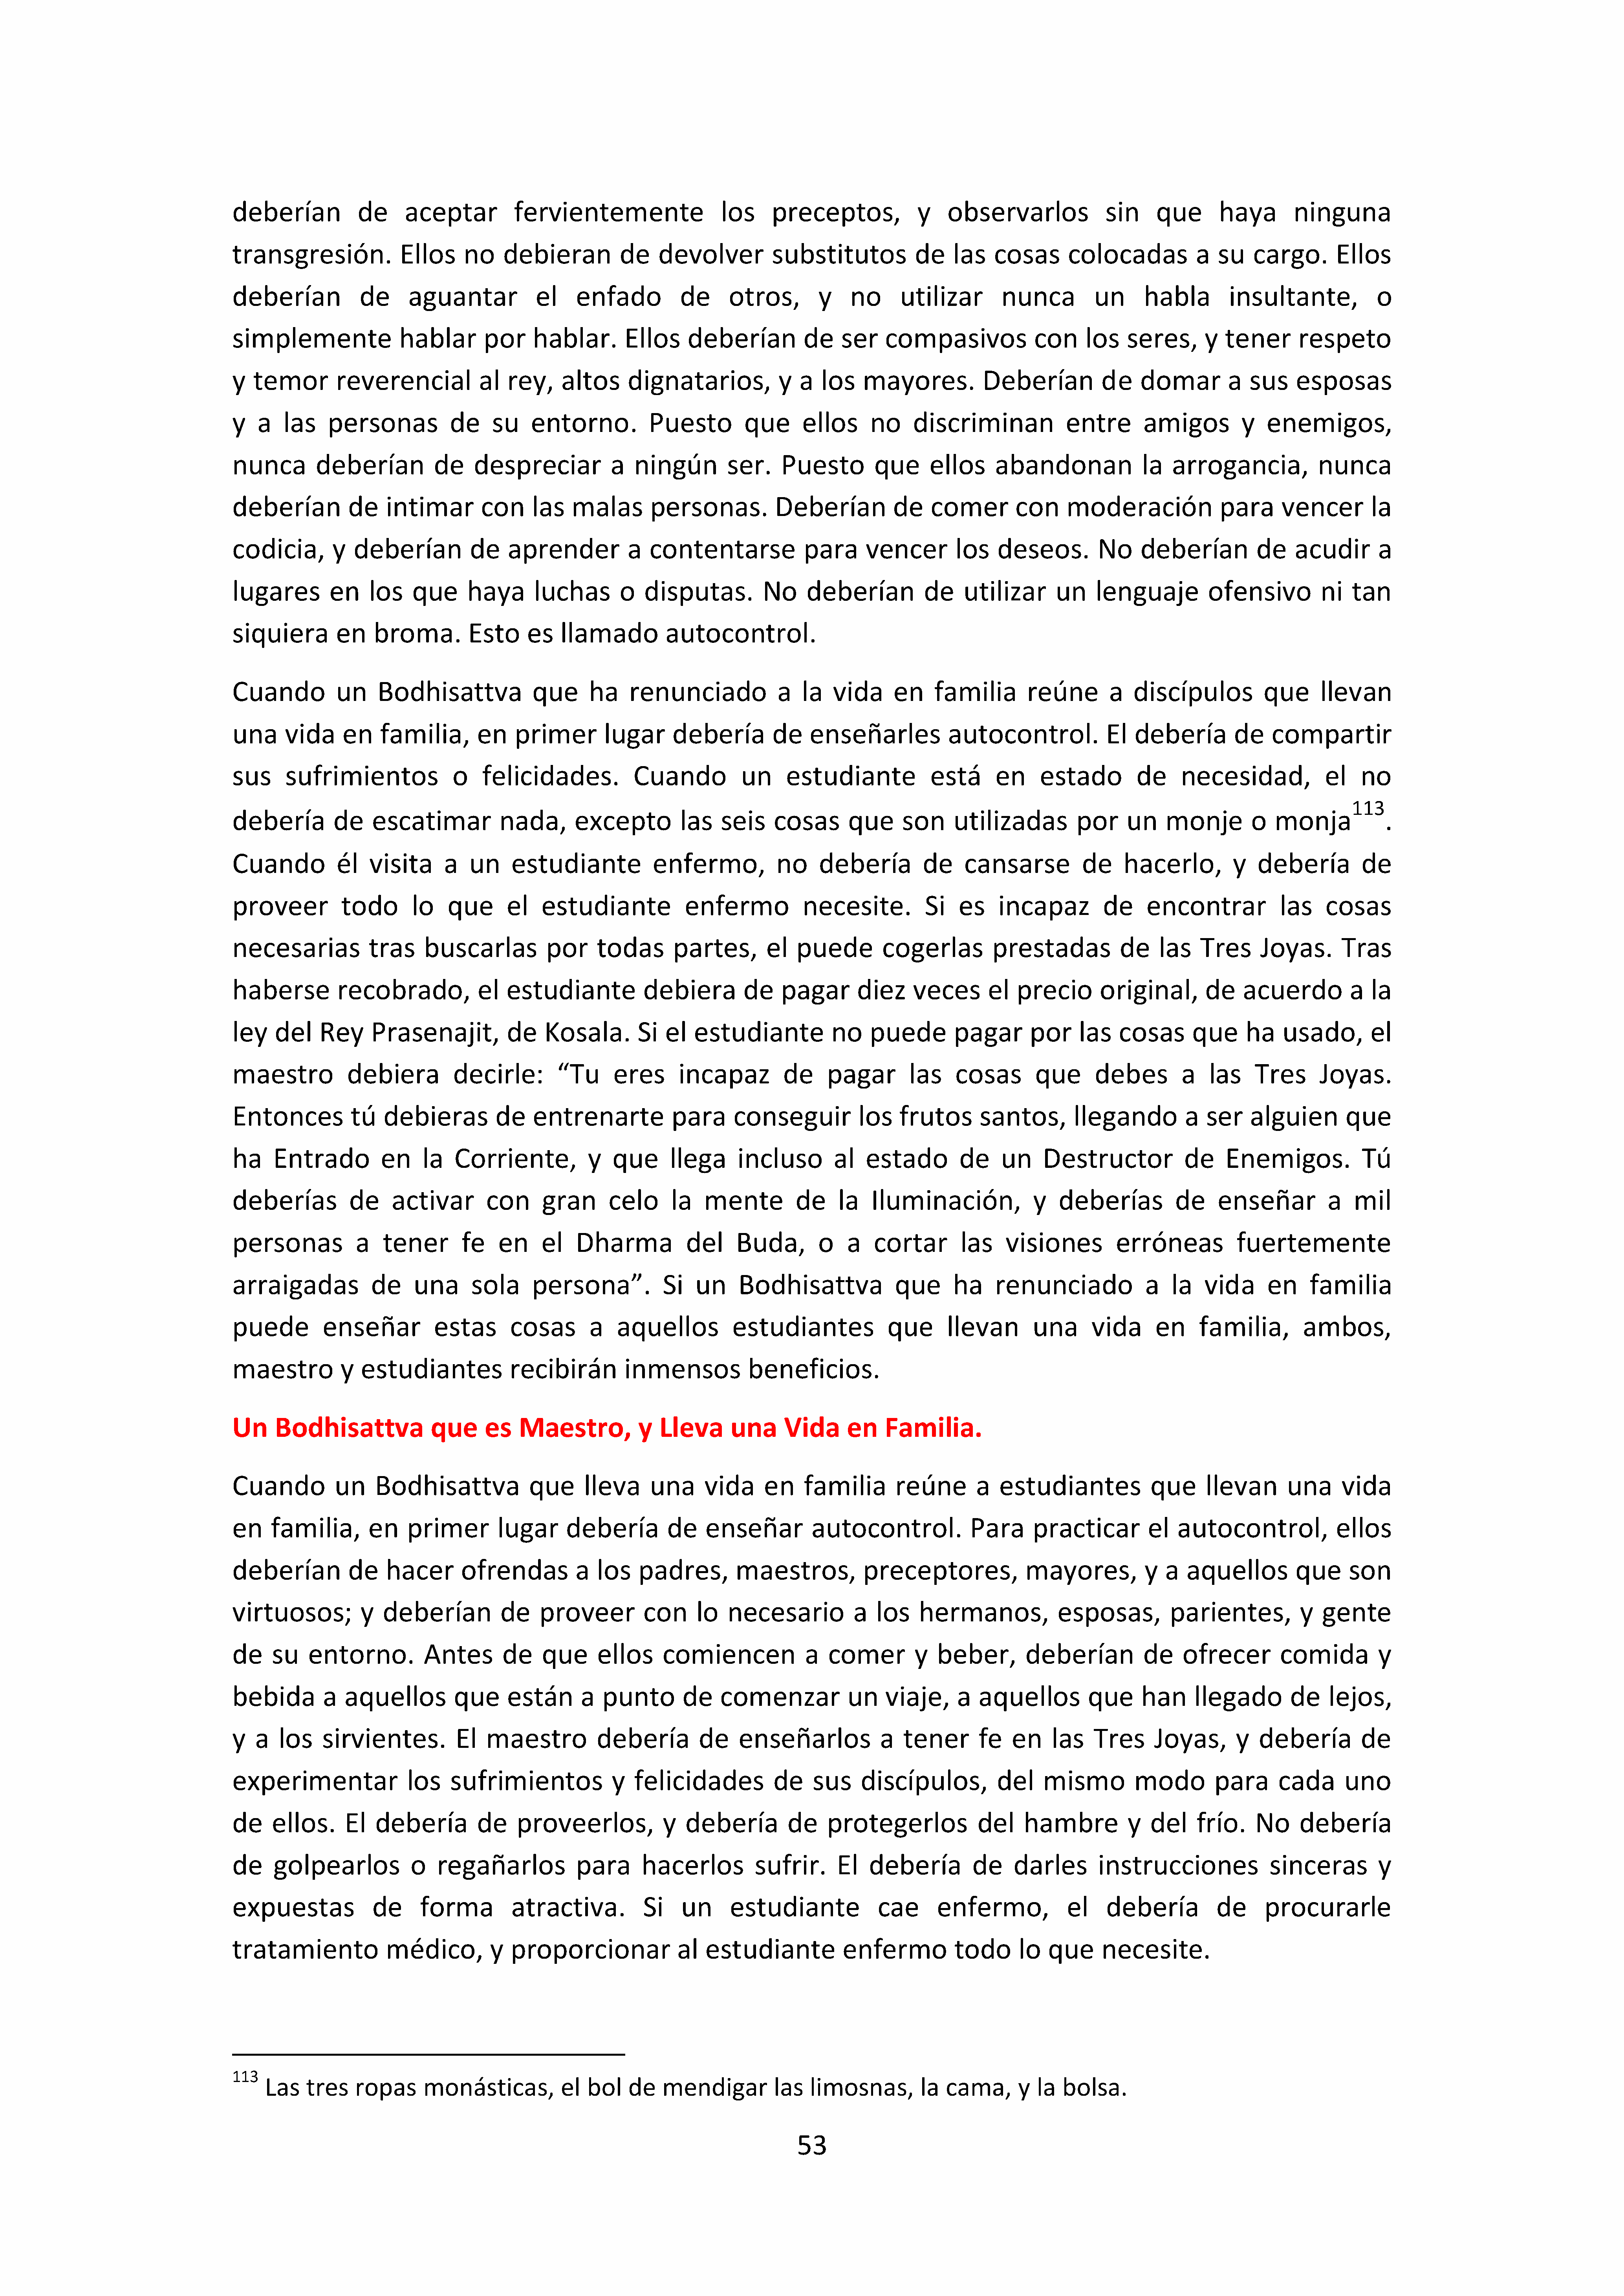 deberían de aceptar fervientemente los preceptos, y observarlos sin que haya ninguna
transgresión. Ellos no debieran de devolver substitutos de las cosas colocadas a su cargo. Ellos
deberían de aguantar el enfado de otros, y no utilizar nunca un habla insultante, o
simplemente hablar por hablar. Ellos deberían de ser compasivos con los seres, y tener respeto
y temor reverencial al rey, altos dignatarios, y a los mayores. Deberían de domar a sus esposas
y a las personas de su entorno. Puesto que ellos no discriminan entre amigos y enemigos,
nunca deberían de despreciar a ningún ser. Puesto que ellos abandonan la arrogancia, nunca
deberían de intimar con las malas personas. Deberían de comer con moderación para vencer la
codicia, y deberían de aprender a contentarse para vencer los deseos. No deberían de acudir a
lugares en los que haya luchas o disputas. No deberían de utilizar un lenguaje ofensivo ni tan
siquiera en broma. Esto es llamado autocontrol.
Cuando un Bodhisattva que ha renunciado a la vida en familia reúne a discípulos que llevan
una vida en familia, en primer lugar debería de enseñarles autocontrol. El debería de compartir
sus sufrimientos o felicidades. Cuando un estudiante está en estado de necesidad, el no
debería de escatimar nada, excepto las seis cosas que son utilizadas por un monje o monja113.
Cuando él visita a un estudiante enfermo, no debería de cansarse de hacerlo, y debería de
proveer todo lo que el estudiante enfermo necesite. Si es incapaz de encontrar las cosas
necesarias tras buscarlas por todas partes, el puede cogerlas prestadas de las Tres Joyas. Tras
haberse recobrado, el estudiante debiera de pagar diez veces el precio original, de acuerdo a la
ley del Rey Prasenajit, de Kosala. Si el estudiante no puede pagar por las cosas que ha usado, el
maestro debiera decirle: “Tu eres incapaz de pagar las cosas que debes a las Tres Joyas.
Entonces tú debieras de entrenarte para conseguir los frutos santos, llegando a ser alguien que
ha Entrado en la Corriente, y que llega incluso al estado de un Destructor de Enemigos. Tú
deberías de activar con gran celo la mente de la Iluminación, y deberías de enseñar a mil
personas a tener fe en el Dharma del Buda, o a cortar las visiones erróneas fuertemente
arraigadas de una sola persona”. Si un Bodhisattva que ha renunciado a la vida en familia
puede enseñar estas cosas a aquellos estudiantes que llevan una vida en familia, ambos,
maestro y estudiantes recibirán inmensos beneficios.
Un Bodhisattva que es Maestro, y Lleva una Vida en Familia.
Cuando un Bodhisattva que lleva una vida en familia reúne a estudiantes que llevan una vida
en familia, en primer lugar debería de enseñar autocontrol. Para practicar el autocontrol, ellos
deberían de hacer ofrendas a los padres, maestros, preceptores, mayores, y a aquellos que son
virtuosos; y deberían de proveer con lo necesario a los hermanos, esposas, parientes, y gente
de su entorno. Antes de que ellos comiencen a comer y beber, deberían de ofrecer comida y
bebida a aquellos que están a punto de comenzar un viaje, a aquellos que han llegado de lejos,
y a los sirvientes. El maestro debería de enseñarlos a tener fe en las Tres Joyas, y debería de
experimentar los sufrimientos y felicidades de sus discípulos, del mismo modo para cada uno
de ellos. El debería de proveerlos, y debería de protegerlos del hambre y del frío. No debería
de golpearlos o regañarlos para hacerlos sufrir. El debería de darles instrucciones sinceras y
expuestas de forma atractiva. Si un estudiante cae enfermo, el debería de procurarle
tratamiento médico, y proporcionar al estudiante enfermo todo lo que necesite.
113 Las tres ropas monásticas, el bol de mendigar las limosnas, la cama, y la bolsa.
53